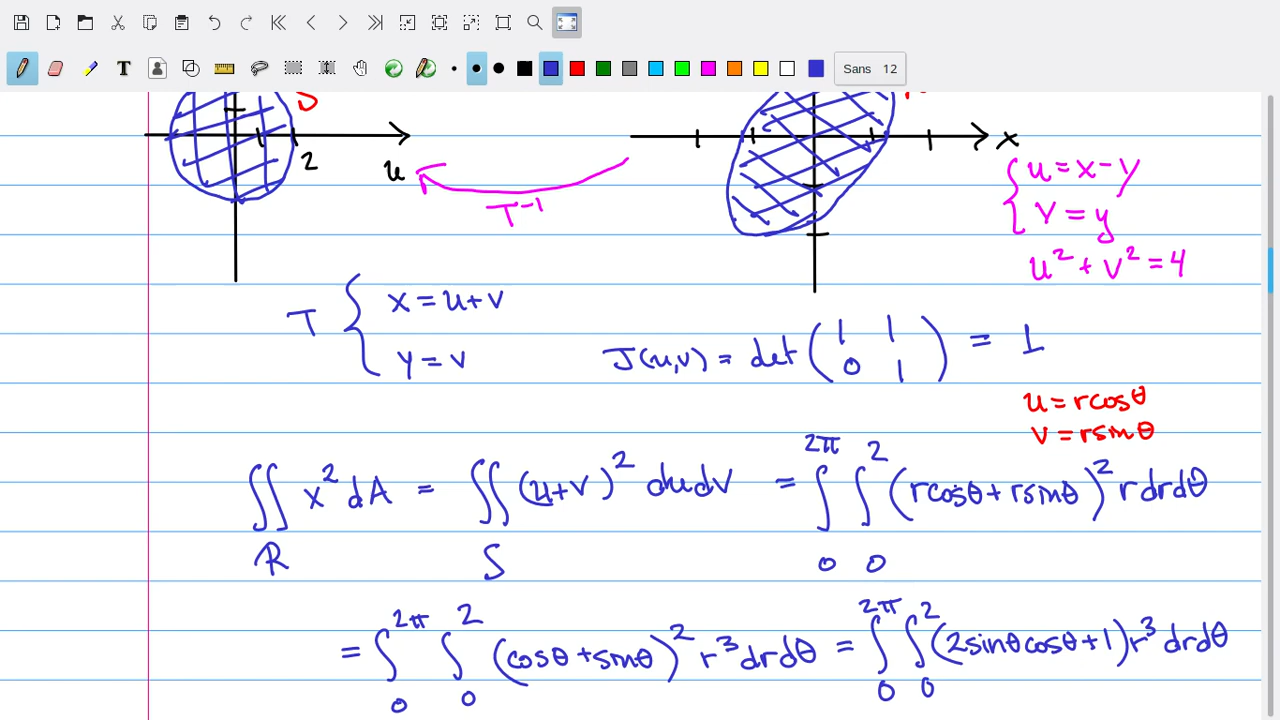 Sans 12
S
2
u
x
T⁻¹
{ u = x - y
v = y
u² + v² = 4
T { x = u + v
y = v
J(u,v) = det ( 1 1
0 1 ) = 1
u = r cos θ
v = r sin θ
∬_R x² dA = ∬_S (u+v)² du dv = ∫₀^2π ∫₀² (r cos θ + r sin θ)² r dr dθ
= ∫₀^2π ∫₀² (cos θ + sin θ)² r³ dr dθ = ∫₀^2π ∫₀² (2 sin θ cos θ + 1) r³ dr dθ